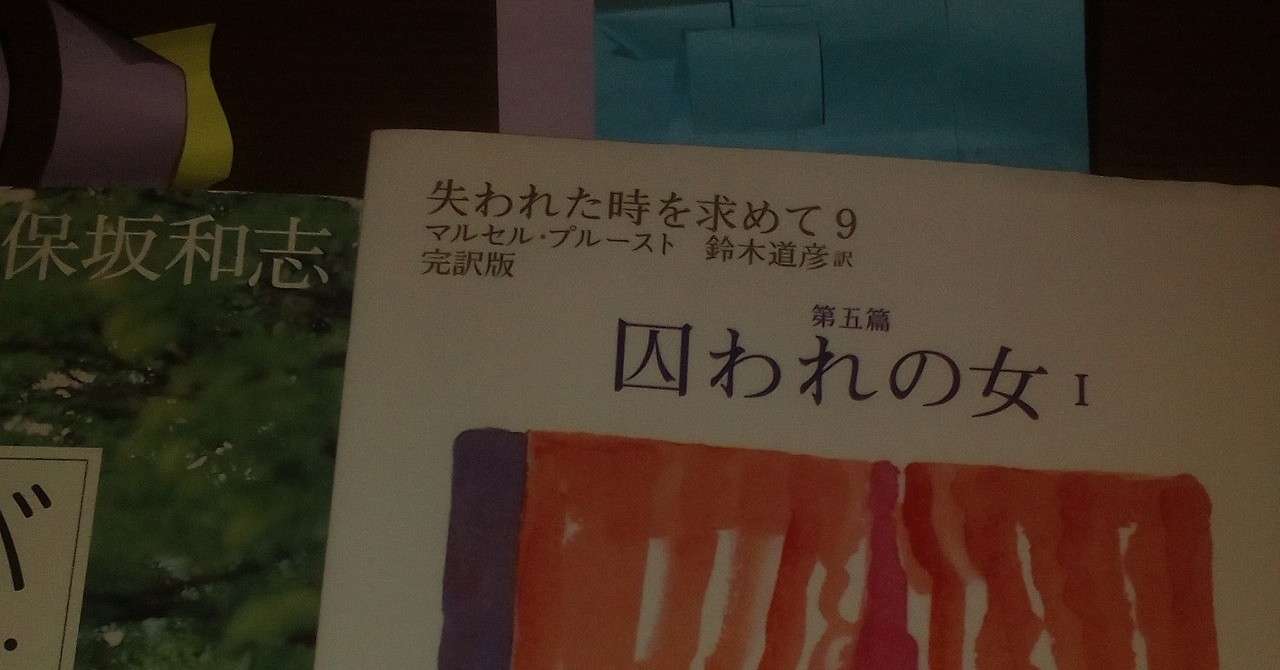 保坂和志
失われた時を求めて9
マルセル・プルースト 鈴木道彦訳
完訳版
第五篇
囚われの女 I
が